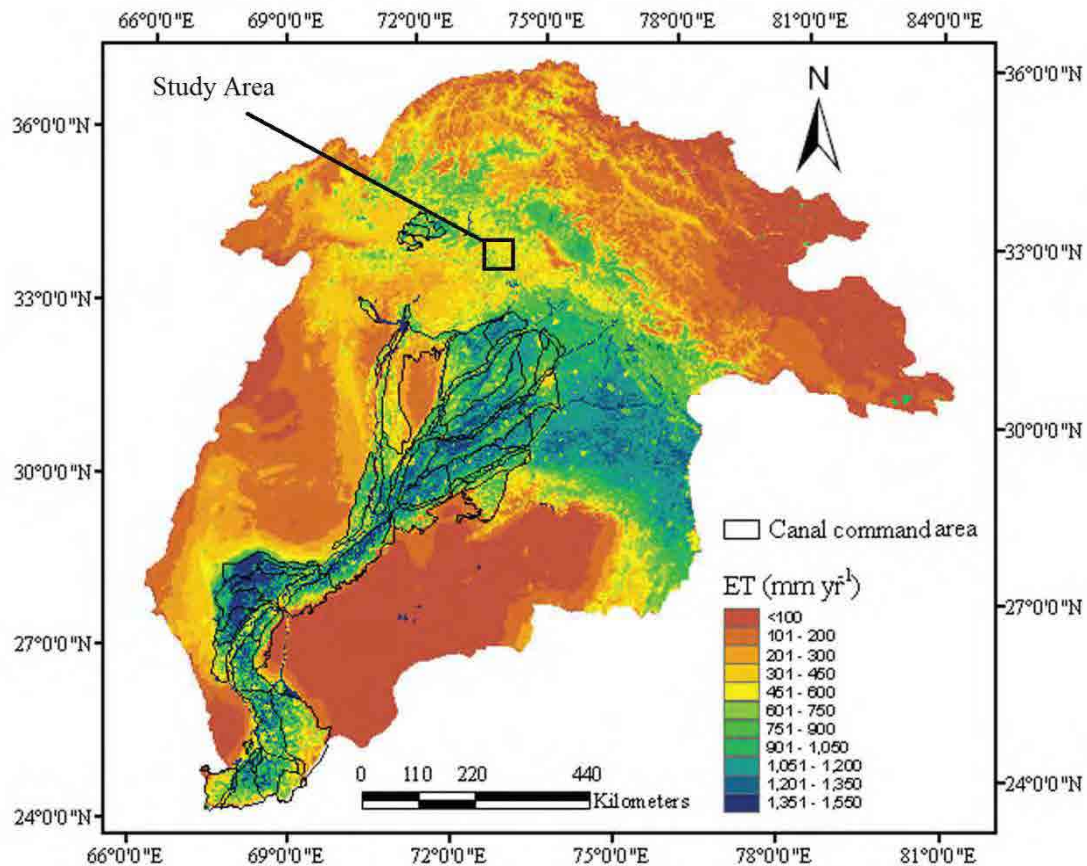 66°0'0"E 69°0'0"E 72°0'0"E 75°0'0"E 78°0'0"E 81°0'0"E 84°0'0"E
Study Area
N
36°0'0"N
36°0'0"N
33°0'0"N
33°0'0"N
30°0'0"N
30°0'0"N
27°0'0"N
27°0'0"N
24°0'0"N
24°0'0"N
Canal command area
ET (mm yr⁻¹)
<100
101 - 200
201 - 300
301 - 450
451 - 600
601 - 750
751 - 900
901 - 1,050
1,051 - 1,200
1,201 - 1,350
1,351 - 1,550
0 110 220 440
Kilometers
66°0'0"E 69°0'0"E 72°0'0"E 75°0'0"E 78°0'0"E 81°0'0"E 84°0'0"E